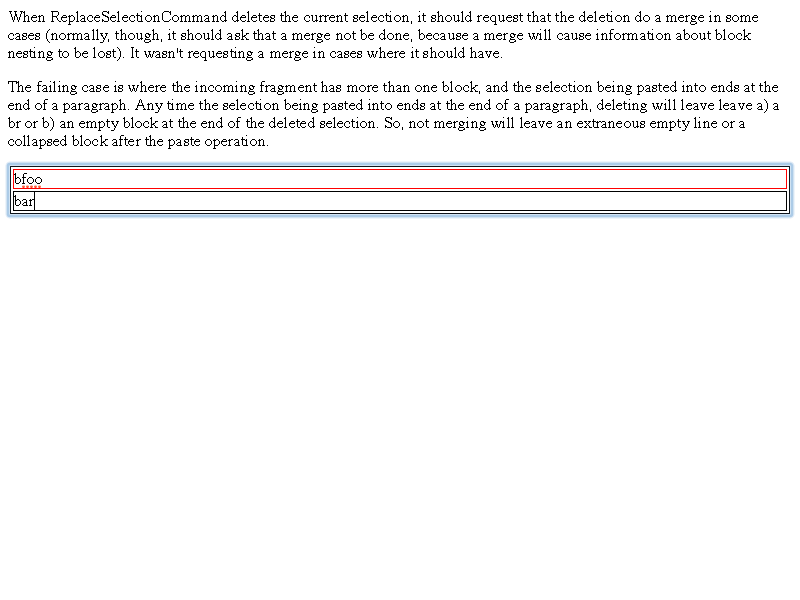 When ReplaceSelectionCommand deletes the current selection, it should request that the deletion do a merge in some
cases (normally, though, it should ask that a merge not be done, because a merge will cause information about block
nesting to be lost). It wasn't requesting a merge in cases where it should have.
The failing case is where the incoming fragment has more than one block, and the selection being pasted into ends at the
end of a paragraph. Any time the selection being pasted into ends at the end of a paragraph, deleting will leave leave a) a
br or b) an empty block at the end of the deleted selection. So, not merging will leave an extraneous empty line or a
collapsed block after the paste operation.
bfoo
bar